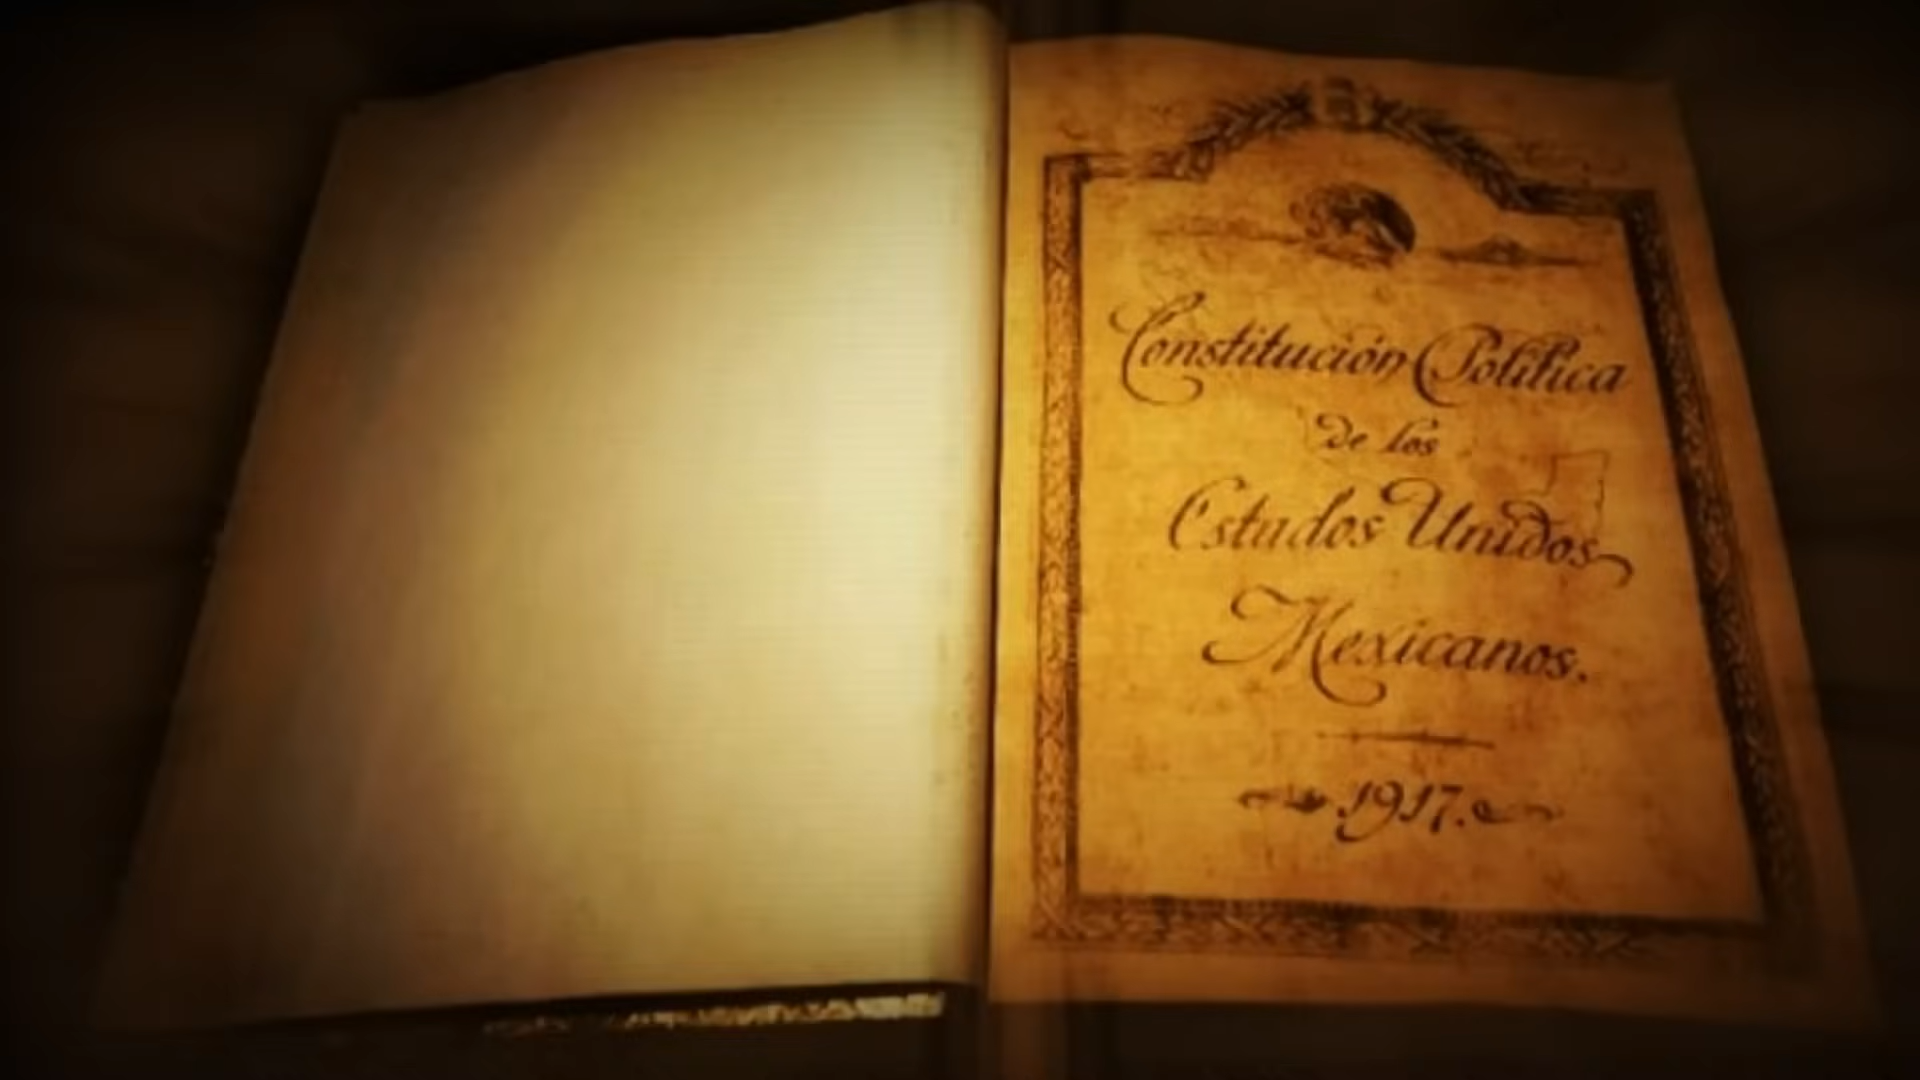 Constitución Política
de los
Estados Unidos
Mexicanos.
.1917.